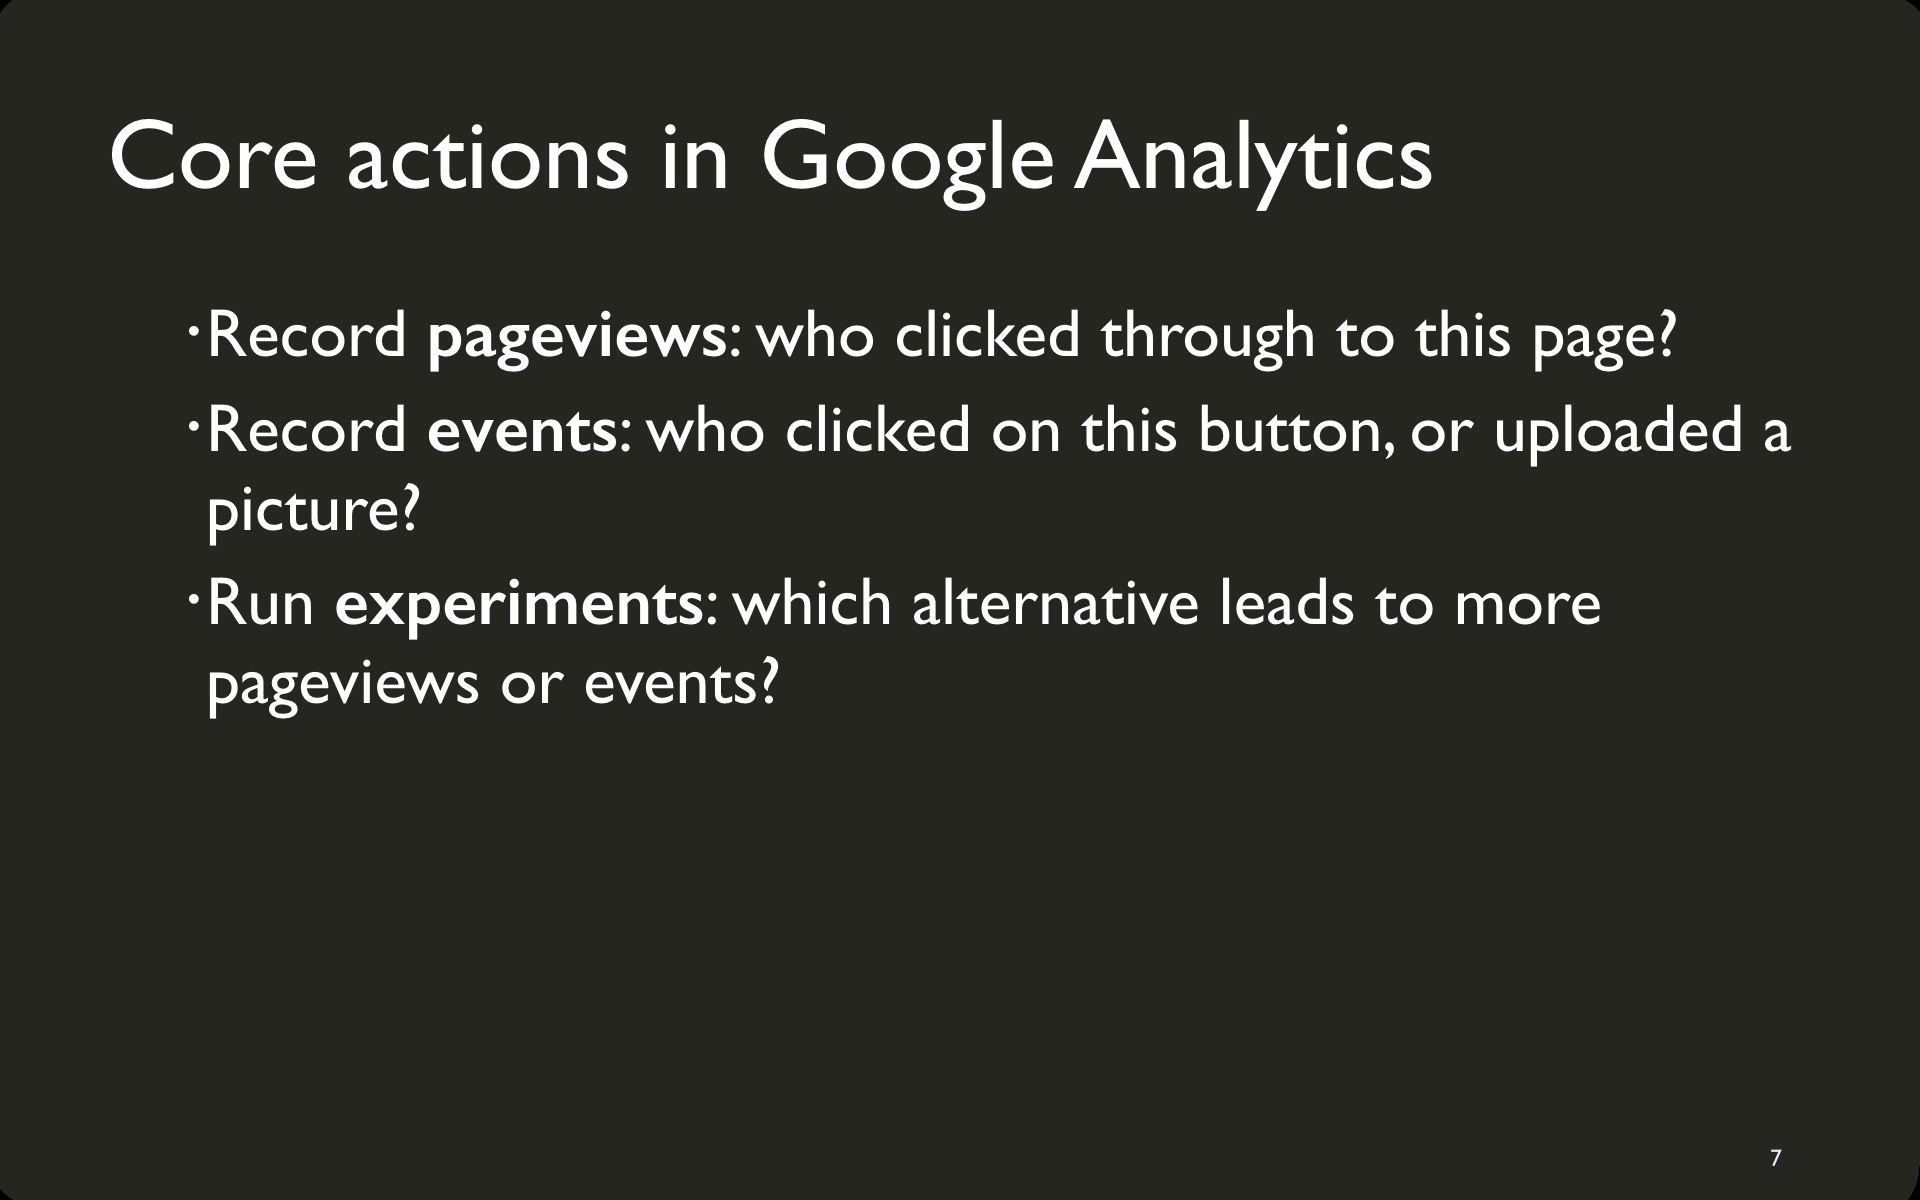 Core actions in Google Analytics
•Record pageviews: who clicked through to this page?
•Record events: who clicked on this button, or uploaded a
picture?
•Run experiments: which alternative leads to more
pageviews or events?
7